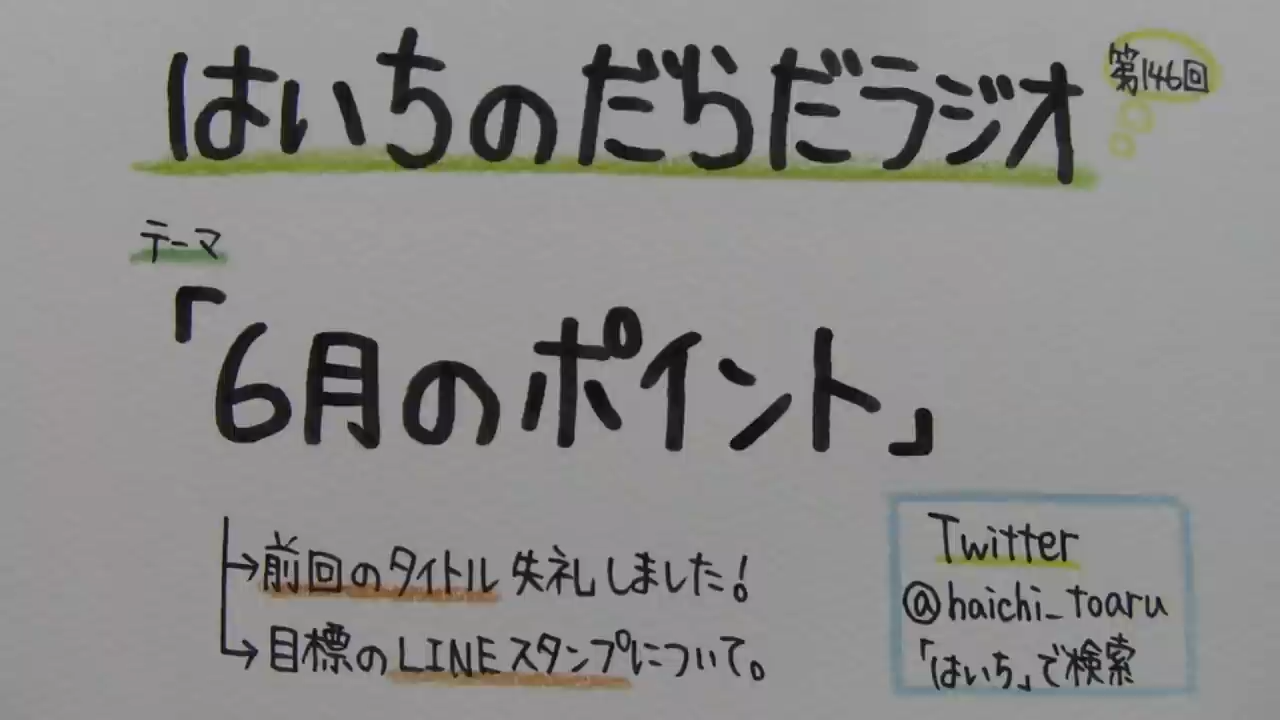 はいちのだらだラジオ
第146回
テーマ
「6月のポイント」
→前回のタイトル失礼しました!
→目標のLINEスタンプについて。
Twitter
@haichi_toaru
「はいち」で検索